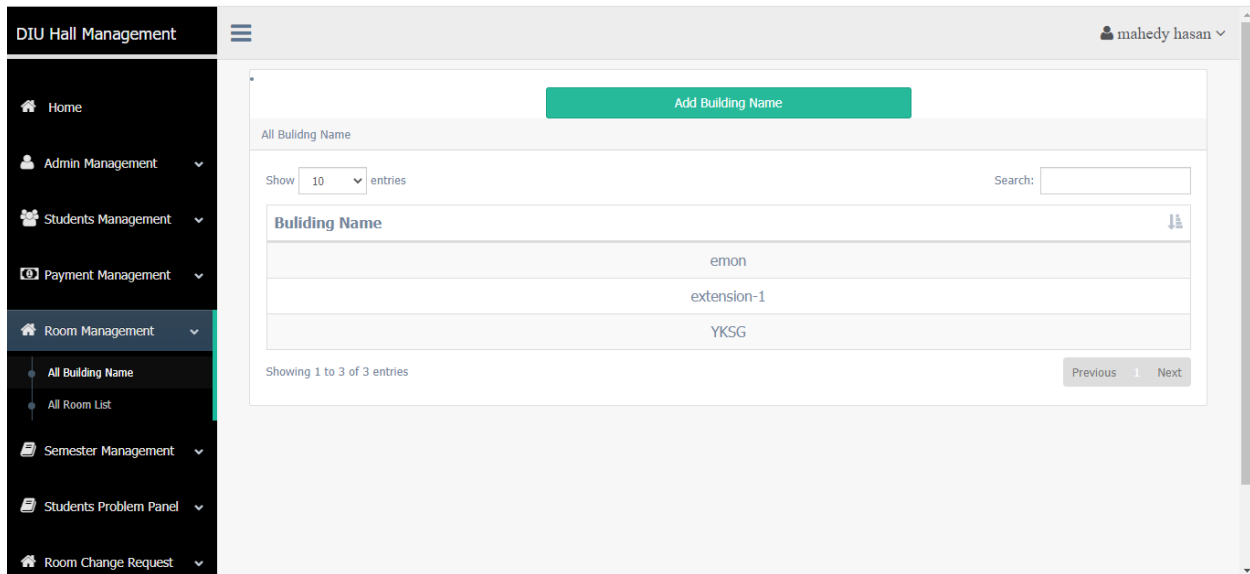 DIU Hall Management
mahedy hasan
Home
Admin Management
Students Management
Payment Management
Room Management
All Building Name
All Room List
Semester Management
Students Problem Panel
Room Change Request
Add Building Name
All Bulidng Name
Show 10 entries
Search:
Buliding Name
emon
extension-1
YKSG
Showing 1 to 3 of 3 entries
Previous 1 Next